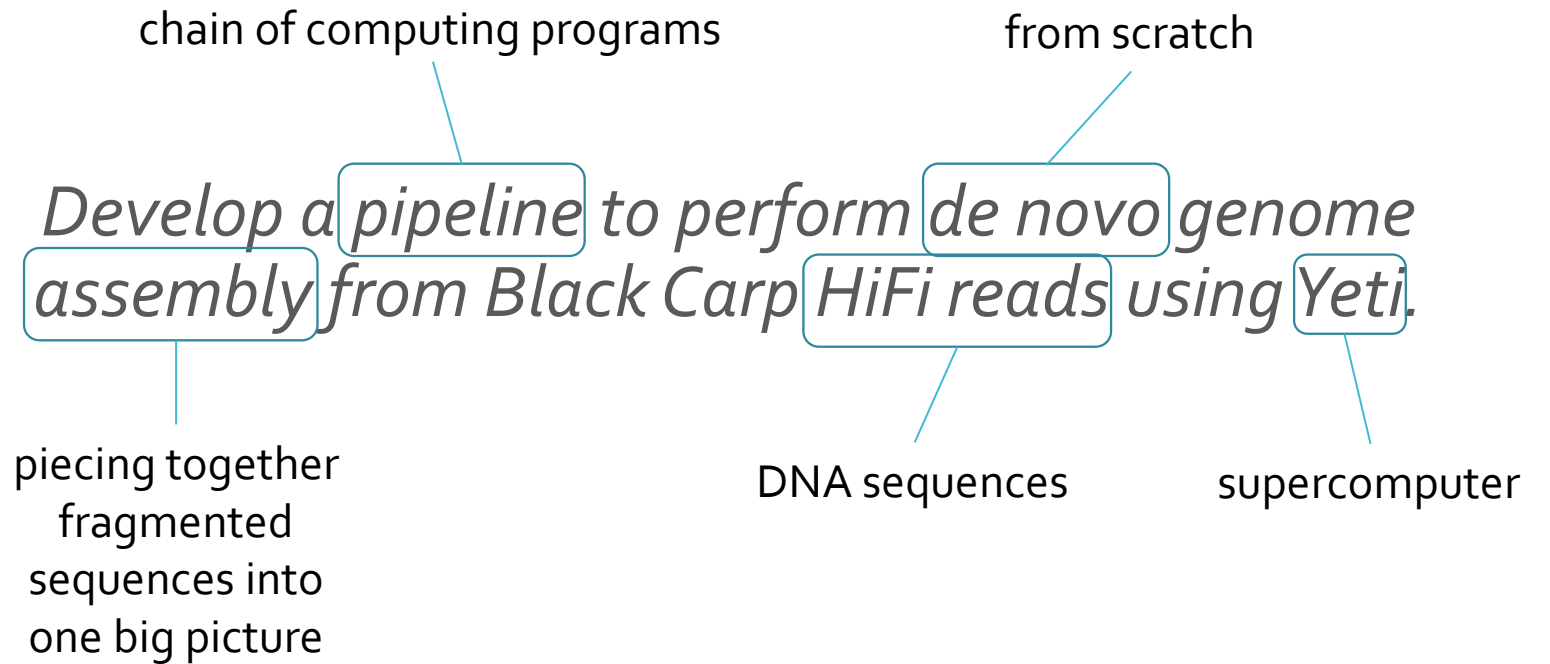 chain of computing programs
from scratch
Develop a pipeline to perform de novo genome
assembly from Black Carp HiFi reads using Yeti.
piecing together
fragmented
sequences into
one big picture
DNA sequences
supercomputer